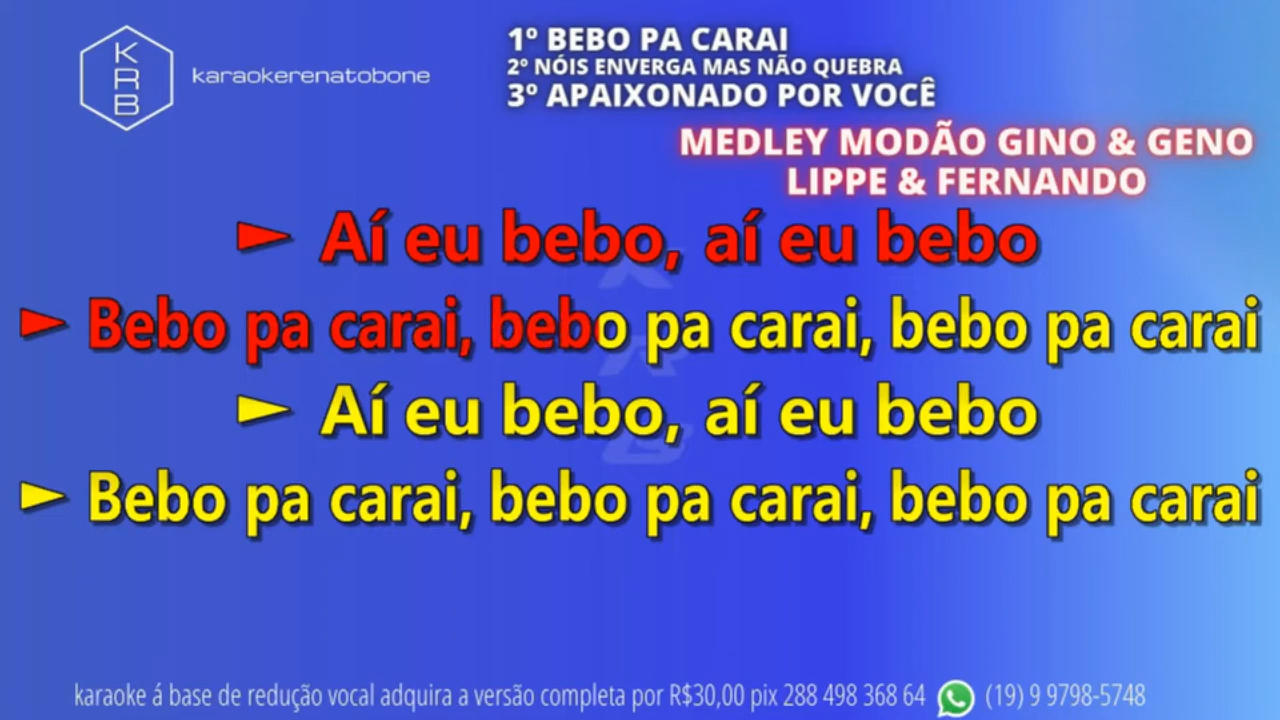 K
R
B
karaokerenatobone
1º BEBO PA CARAI
2º NÓIS ENVERGA MAS NÃO QUEBRA
3º APAIXONADO POR VOCÊ
MEDLEY MODÃO GINO & GENO
LIPPE & FERNANDO
► Aí eu bebo, aí eu bebo
► Bebo pa carai, bebo pa carai, bebo pa carai
► Aí eu bebo, aí eu bebo
► Bebo pa carai, bebo pa carai, bebo pa carai
karaoke á base de redução vocal adquira a versão completa por R$30,00 pix 288 498 368 64 (19) 9 9798-5748